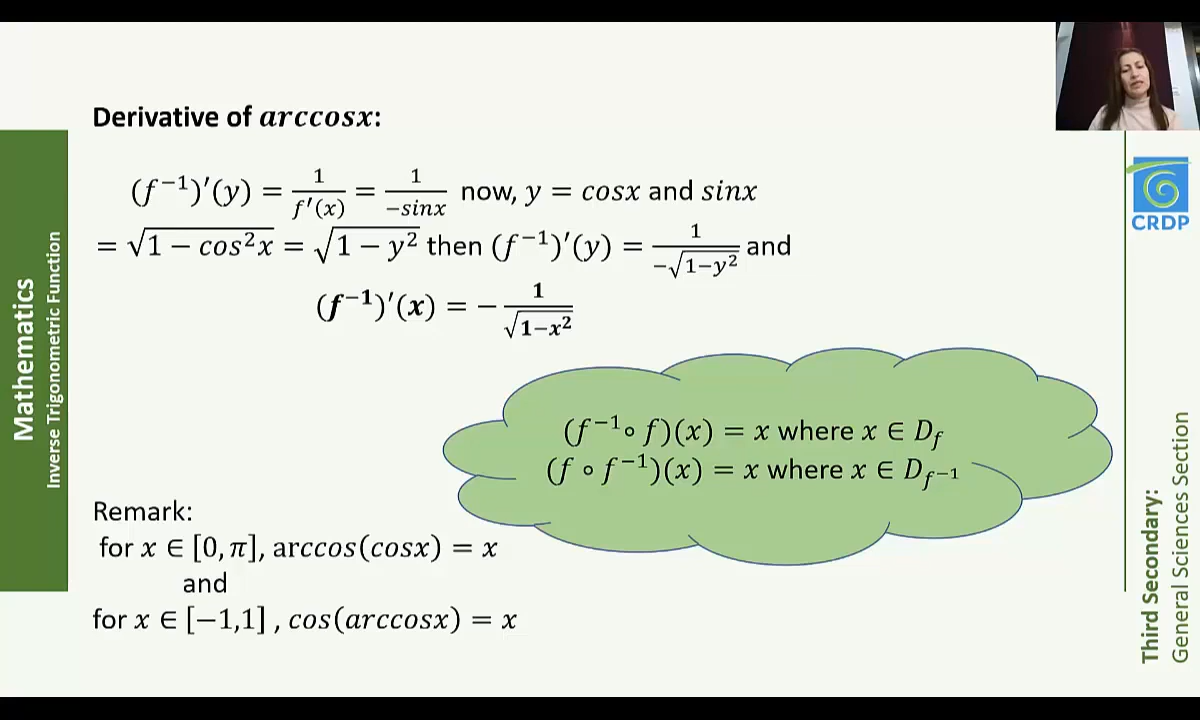 Derivative of arccosx:
(f⁻¹)′(y) = 1/f′(x) = 1/−sinx now, y = cosx and sinx
= √(1 − cos²x) = √(1 − y²) then (f⁻¹)′(y) = 1/−√(1−y²) and
(f⁻¹)′(x) = − 1/√(1−x²)
(f⁻¹∘ f)(x) = x where x ∈ D_f
(f ∘ f⁻¹)(x) = x where x ∈ D_f⁻¹
Remark:
for x ∈ [0, π], arccos(cosx) = x
and
for x ∈ [−1,1] , cos(arccosx) = x
Mathematics
Inverse Trigonometric Function
CRDP
Third Secondary:
General Sciences Section